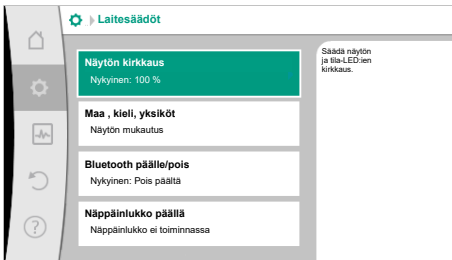 Laitesäädöt
Näytön kirkkaus
Nykyinen: 100 %
Maa , kieli, yksiköt
Näytön mukautus
Bluetooth päälle/pois
Nykyinen: Pois päältä
Näppäinlukko päällä
Näppäinlukko ei toiminnassa
Säädä näytön
ja tila-LED:ien
kirkkaus.